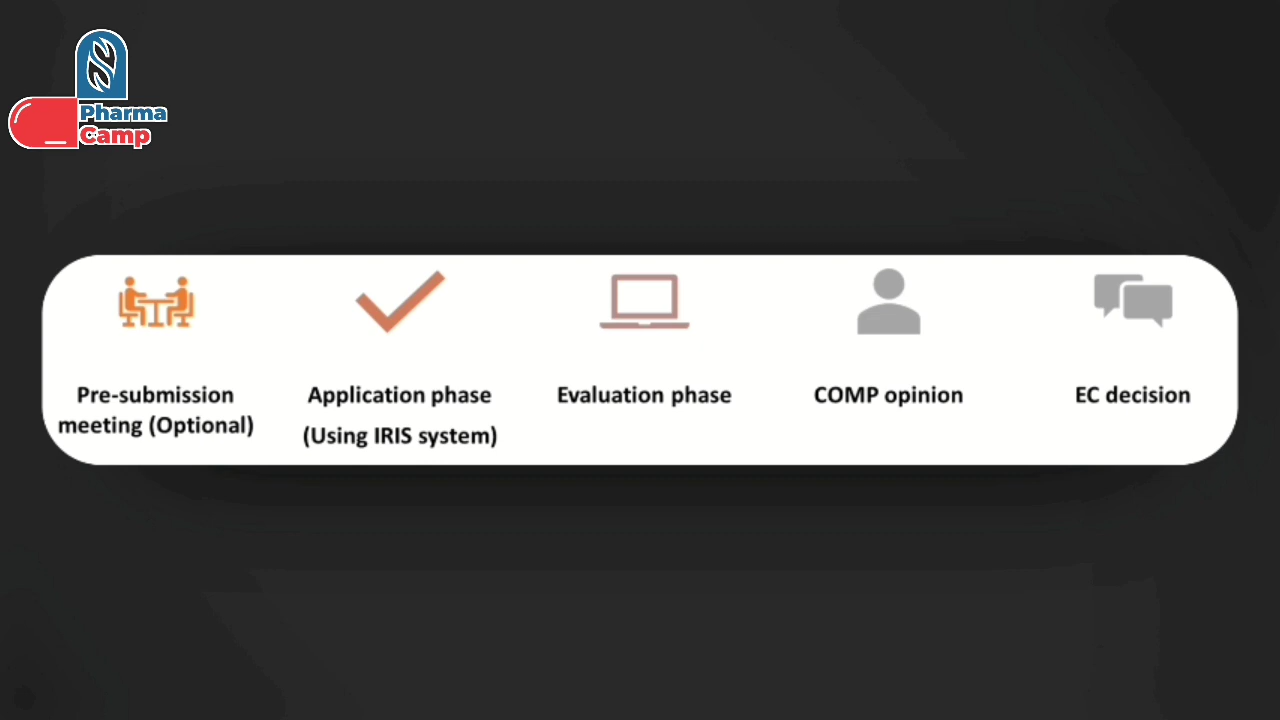 Pharma
Camp
Pre-submission
meeting (Optional)
Application phase
(Using IRIS system)
Evaluation phase
COMP opinion
EC decision